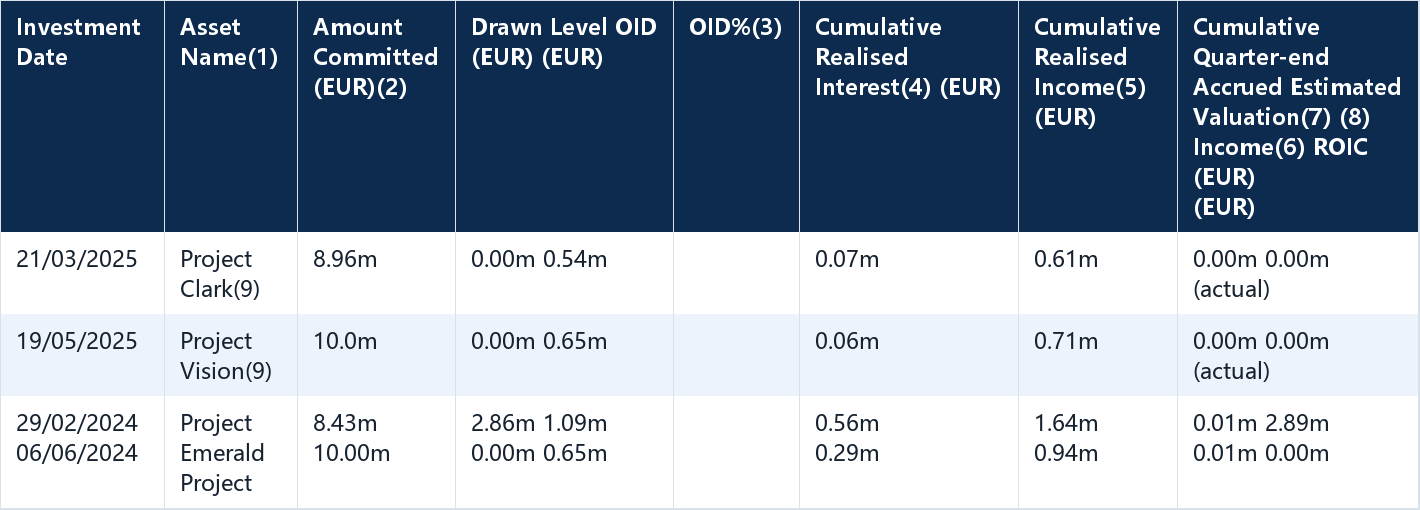 Investment Date
Asset Name(1)
Amount Committed (EUR)(2)
Drawn Level OID (EUR) (EUR)
OID%(3)
Cumulative Realised Interest(4) (EUR)
Cumulative Realised Income(5) (EUR)
Cumulative Quarter-end Accrued Estimated Valuation(7) (8) Income(6) ROIC (EUR) (EUR)
21/03/2025
Project Clark(9)
8.96m
0.00m 0.54m
0.07m
0.61m
0.00m 0.00m (actual)
19/05/2025
Project Vision(9)
10.0m
0.00m 0.65m
0.06m
0.71m
0.00m 0.00m (actual)
29/02/2024
06/06/2024
Project Emerald Project
8.43m
10.00m
2.86m 1.09m
0.00m 0.65m
0.56m
0.29m
1.64m
0.94m
0.01m 2.89m
0.01m 0.00m